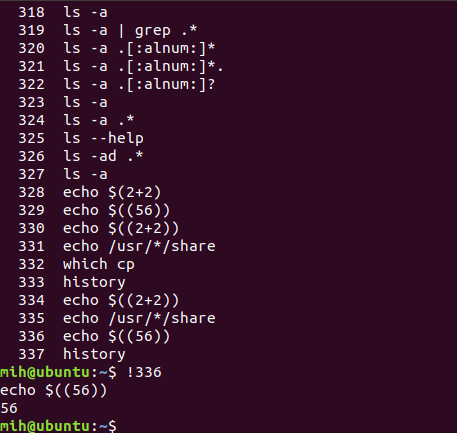 318  ls -a
319  ls -a | grep .*
320  ls -a .[:alnum:]*
321  ls -a .[:alnum:]*.
322  ls -a .[:alnum:]?
323  ls -a
324  ls -a .*
325  ls --help
326  ls -ad .*
327  ls -a
328  echo $(2+2)
329  echo $((56))
330  echo $((2+2))
331  echo /usr/*/share
332  which cp
333  history
334  echo $((2+2))
335  echo /usr/*/share
336  echo $((56))
337  history
mih@ubuntu:~$ !336
echo $((56))
56
mih@ubuntu:~$